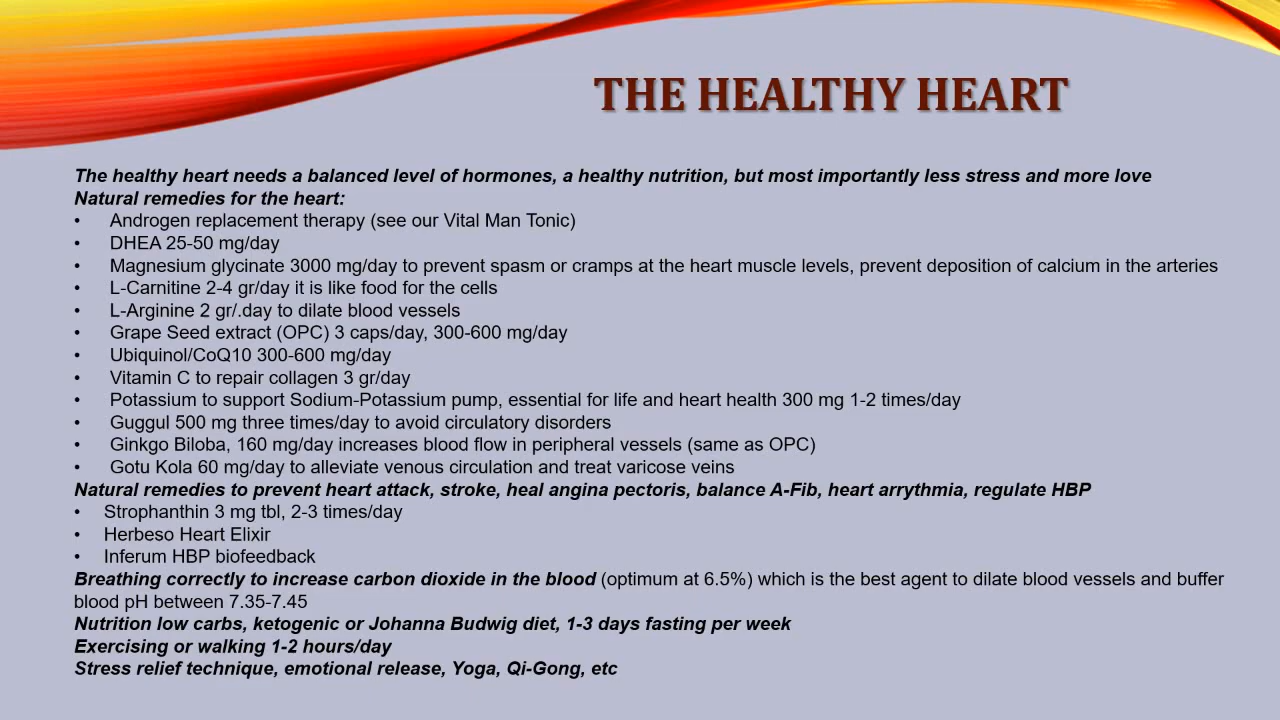 THE HEALTHY HEART
The healthy heart needs a balanced level of hormones, a healthy nutrition, but most importantly less stress and more love
Natural remedies for the heart:
• Androgen replacement therapy (see our Vital Man Tonic)
• DHEA 25-50 mg/day
• Magnesium glycinate 3000 mg/day to prevent spasm or cramps at the heart muscle levels, prevent deposition of calcium in the arteries
• L-Carnitine 2-4 gr/day it is like food for the cells
• L-Arginine 2 gr/.day to dilate blood vessels
• Grape Seed extract (OPC) 3 caps/day, 300-600 mg/day
• Ubiquinol/CoQ10 300-600 mg/day
• Vitamin C to repair collagen 3 gr/day
• Potassium to support Sodium-Potassium pump, essential for life and heart health 300 mg 1-2 times/day
• Guggul 500 mg three times/day to avoid circulatory disorders
• Ginkgo Biloba, 160 mg/day increases blood flow in peripheral vessels (same as OPC)
• Gotu Kola 60 mg/day to alleviate venous circulation and treat varicose veins
Natural remedies to prevent heart attack, stroke, heal angina pectoris, balance A-Fib, heart arrythmia, regulate HBP
• Strophanthin 3 mg tbl, 2-3 times/day
• Herbeso Heart Elixir
• Inferum HBP biofeedback
Breathing correctly to increase carbon dioxide in the blood (optimum at 6.5%) which is the best agent to dilate blood vessels and buffer
blood pH between 7.35-7.45
Nutrition low carbs, ketogenic or Johanna Budwig diet, 1-3 days fasting per week
Exercising or walking 1-2 hours/day
Stress relief technique, emotional release, Yoga, Qi-Gong, etc